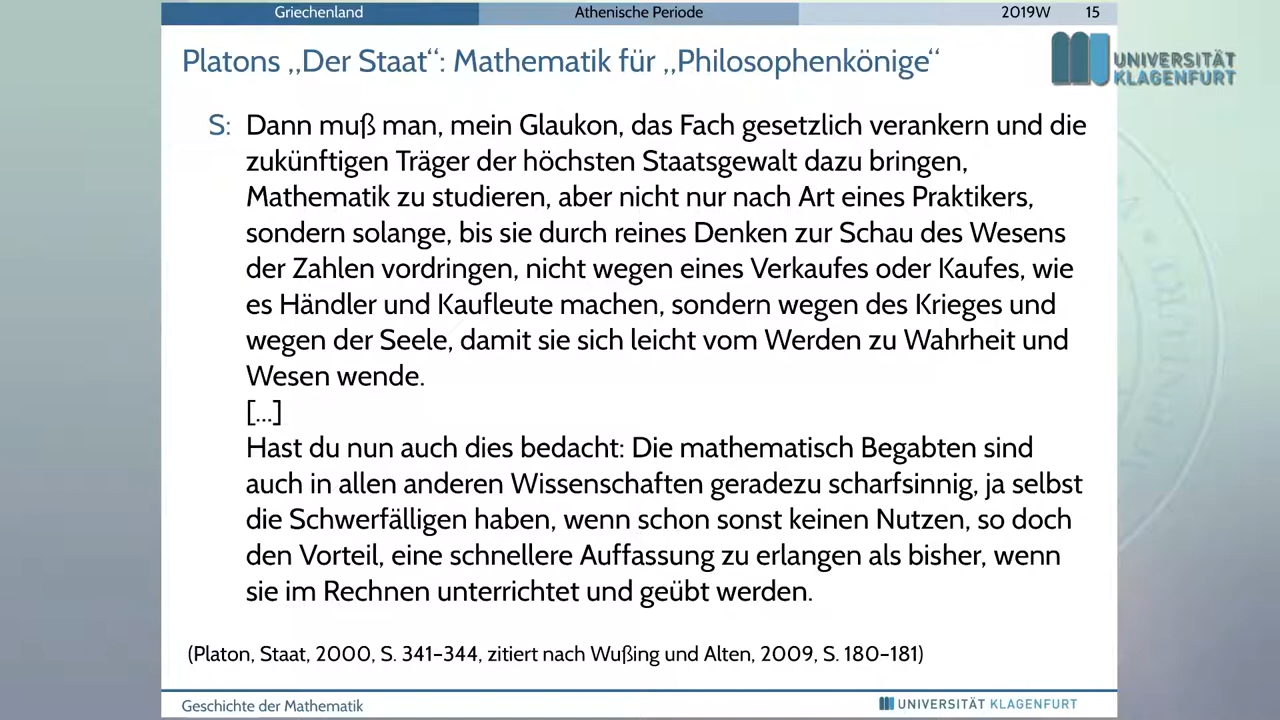 Griechenland Athenische Periode 2019W 15
Platons „Der Staat“: Mathematik für „Philosophenkönige“
UNIVERSITÄT
KLAGENFURT
S: Dann muß man, mein Glaukon, das Fach gesetzlich verankern und die
zukünftigen Träger der höchsten Staatsgewalt dazu bringen,
Mathematik zu studieren, aber nicht nur nach Art eines Praktikers,
sondern solange, bis sie durch reines Denken zur Schau des Wesens
der Zahlen vordringen, nicht wegen eines Verkaufes oder Kaufes, wie
es Händler und Kaufleute machen, sondern wegen des Krieges und
wegen der Seele, damit sie sich leicht vom Werden zu Wahrheit und
Wesen wende.
[...]
Hast du nun auch dies bedacht: Die mathematisch Begabten sind
auch in allen anderen Wissenschaften geradezu scharfsinnig, ja selbst
die Schwerfälligen haben, wenn schon sonst keinen Nutzen, so doch
den Vorteil, eine schnellere Auffassung zu erlangen als bisher, wenn
sie im Rechnen unterrichtet und geübt werden.
(Platon, Staat, 2000, S. 341–344, zitiert nach Wußing und Alten, 2009, S. 180–181)
Geschichte der Mathematik UNIVERSITÄT KLAGENFURT